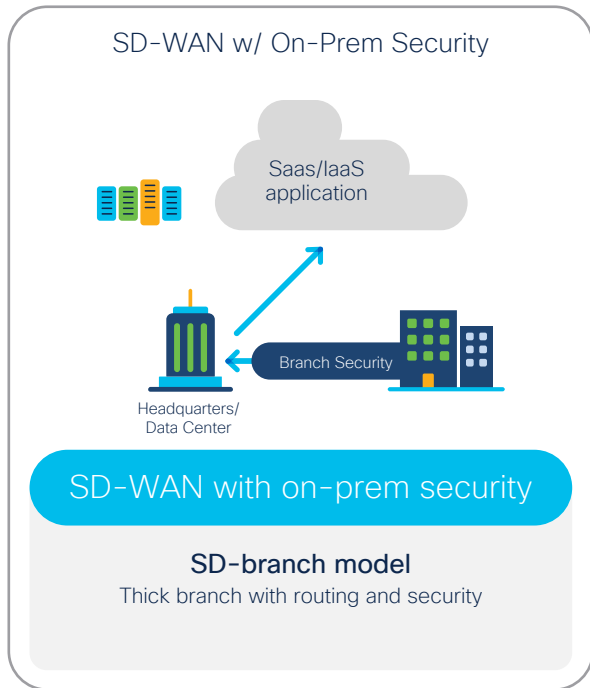 SD-WAN w/ On-Prem Security
Saas/IaaS
application
Branch Security
Headquarters/
Data Center
SD-WAN with on-prem security
SD-branch model
Thick branch with routing and security